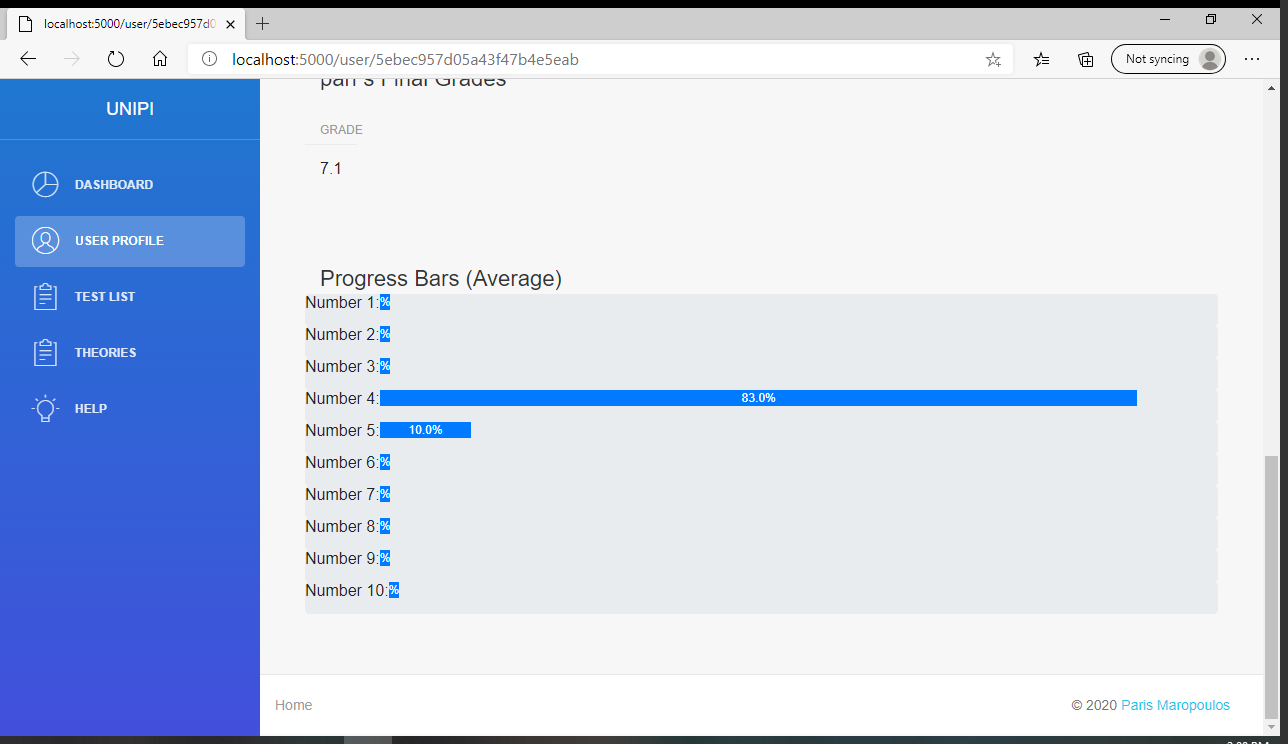 localhost:5000/user/5ebec957d0
localhost:5000/user/5ebec957d05a43f47b4e5eab
Not syncing
UNIPI
DASHBOARD
USER PROFILE
TEST LIST
THEORIES
HELP
pari's Final Grades
GRADE
7.1
Progress Bars (Average)
Number 1:%
Number 2:%
Number 3:%
Number 4: 83.0%
Number 5: 10.0%
Number 6:%
Number 7:%
Number 8:%
Number 9:%
Number 10:%
Home
© 2020 Paris Maropoulos